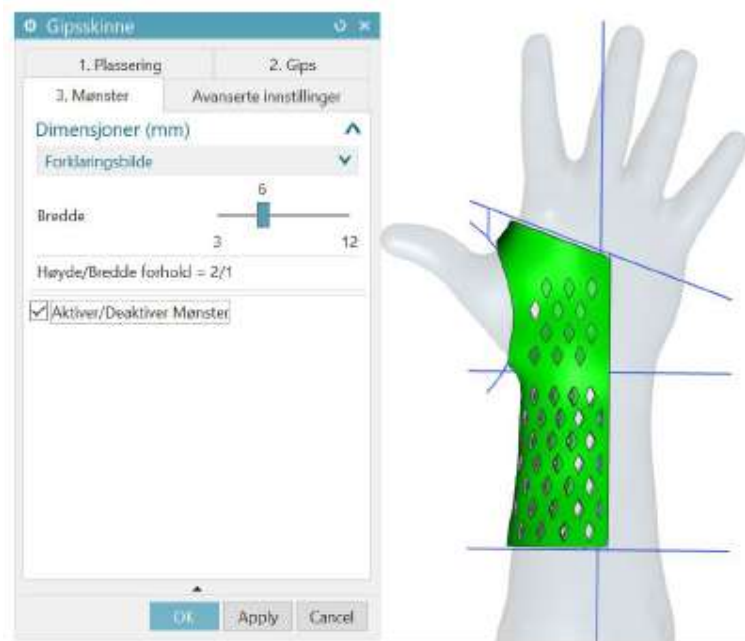 Gipsskinne
1. Plassering
2. Gips
3. Mønster
Avanserte innstillinger
Dimensjoner (mm)
Forklaringsbilde
6
Bredde
3
12
Høyde/Bredde forhold = 2/1
Aktiver/Deaktiver Mønster
OK
Apply
Cancel